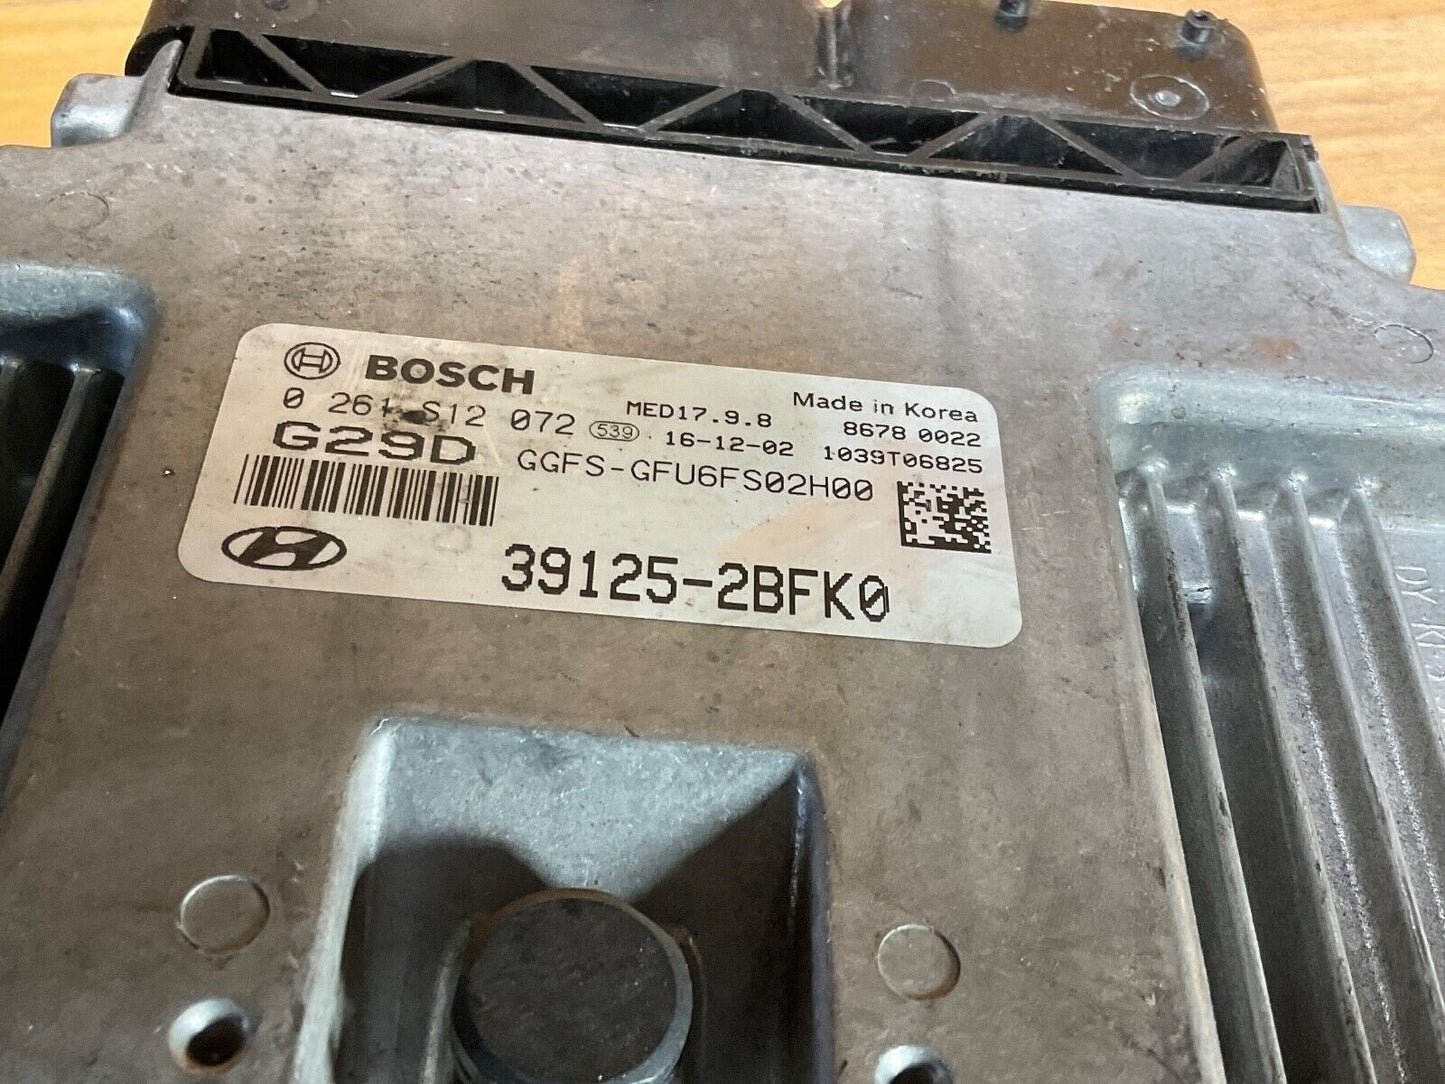 BOSCH
0 261 S12 072 539 MED17.9.8 Made in Korea
8678 0022
G29D 16-12-02 1039T06825
GGFS-GFU6FS02H00
39125-2BFK0